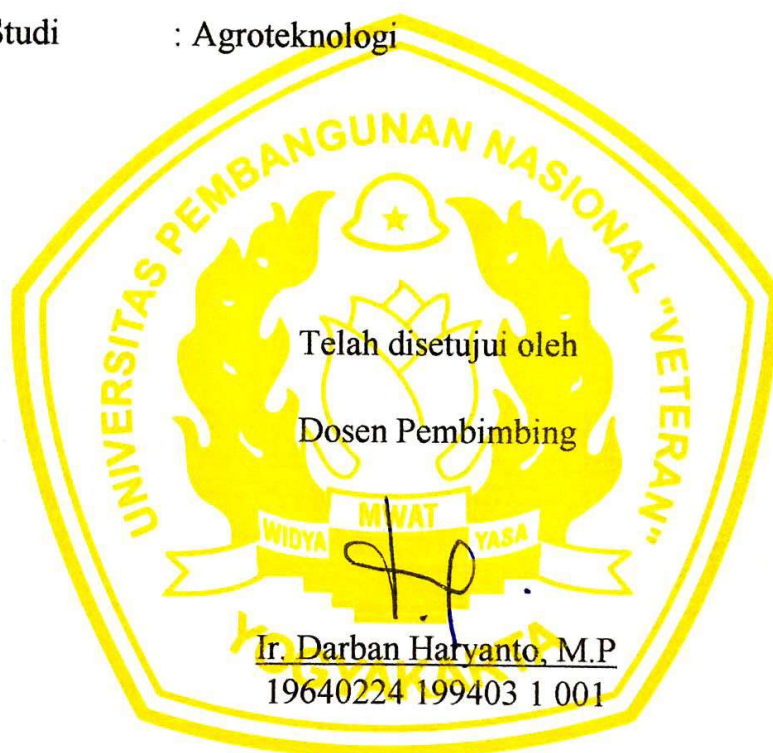 Studi : Agroteknologi
UNIVERSITAS PEMBANGUNAN NASIONAL "VETERAN"
Telah disetujui oleh
Dosen Pembimbing
WIDYA MWAT YASA
Ir. Darban Haryanto, M.P
YOGYAKARTA
19640224 199403 1 001